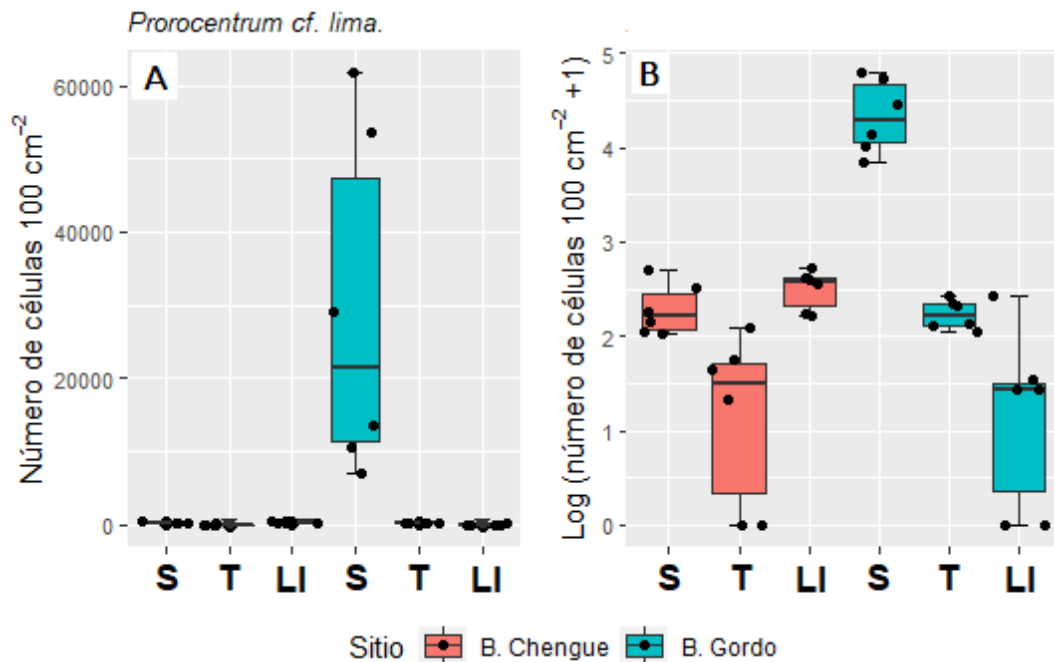 Prorocentrum cf. lima.
A
Número de células 100 cm⁻²
60000
40000
20000
0
S T LI S T LI
B
Log (número de células 100 cm⁻² +1)
5
4
3
2
1
0
S T LI S T LI
Sitio B. Chengue B. Gordo